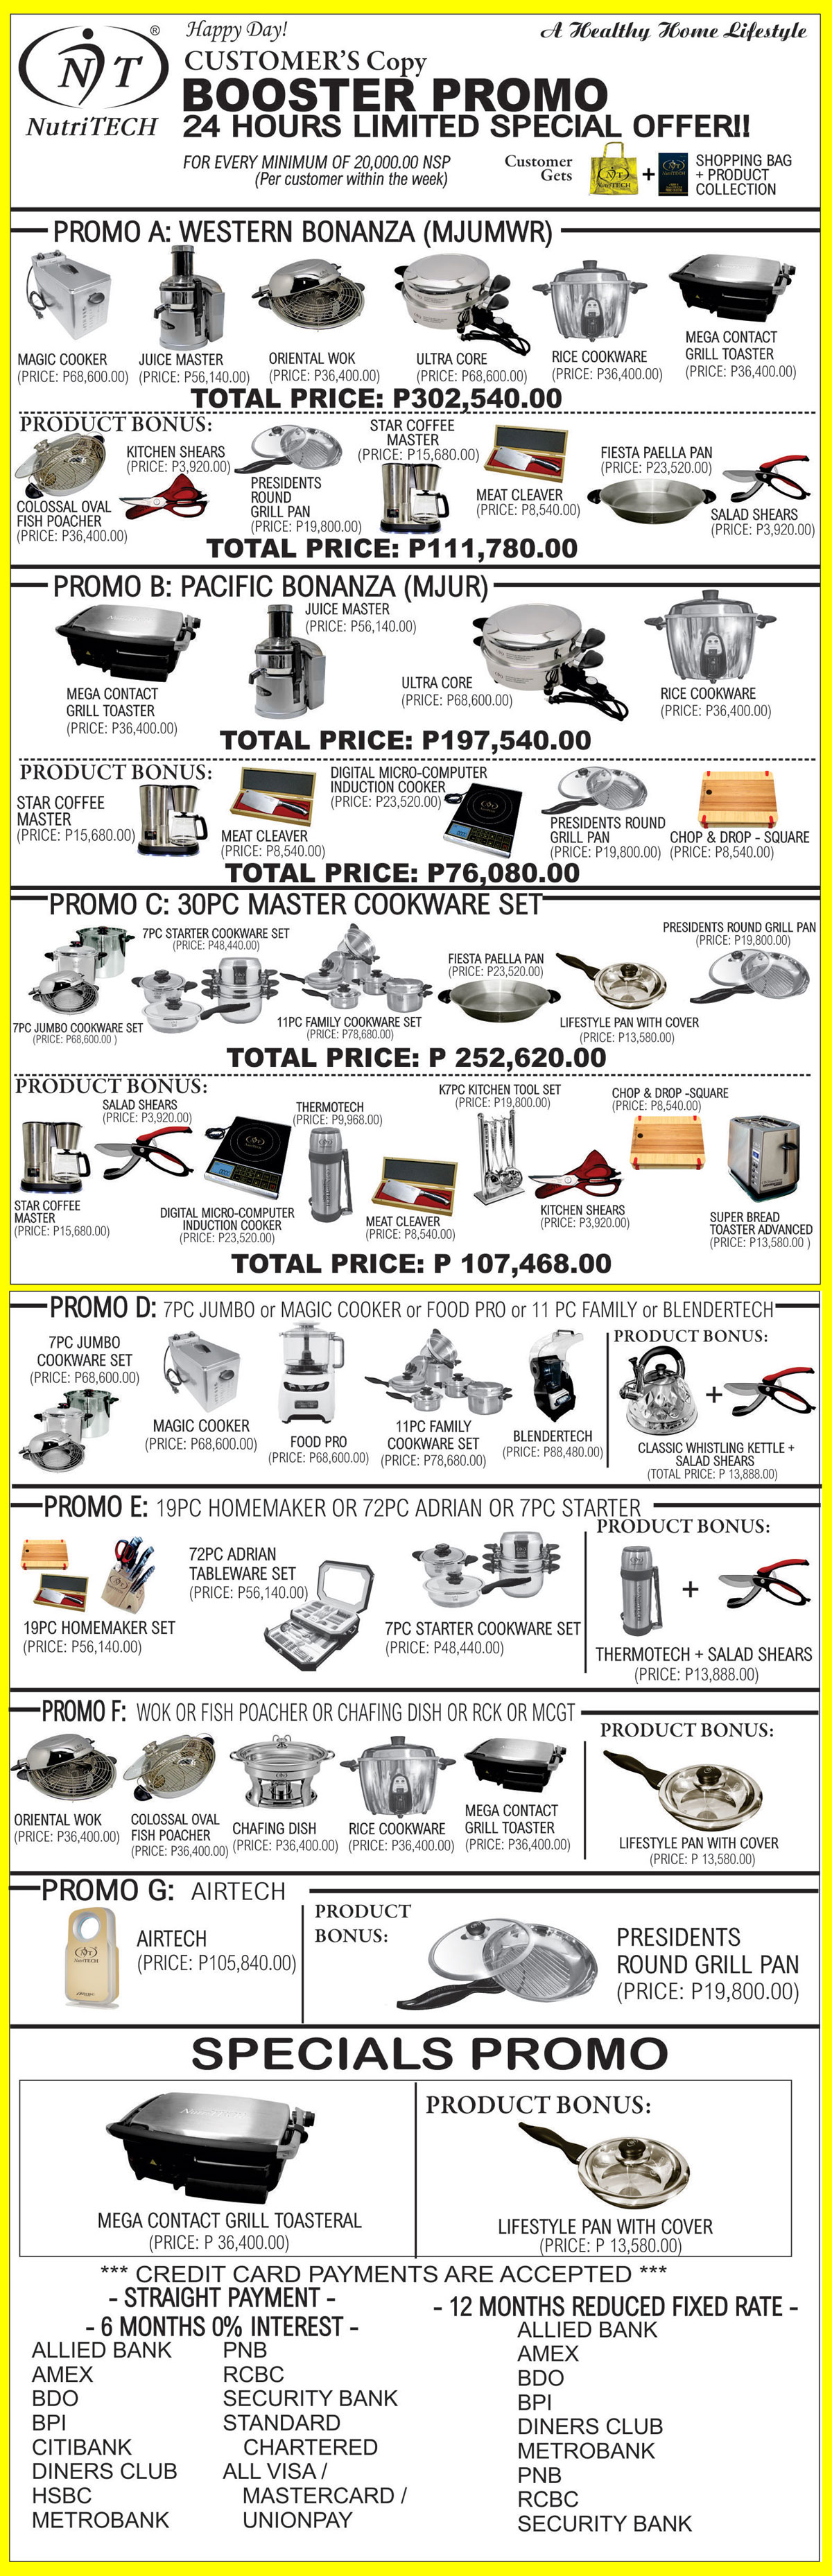 Happy Day!
A Healthy Home Lifestyle
®
NT
NutriTECH
CUSTOMER'S Copy
BOOSTER PROMO
24 HOURS LIMITED SPECIAL OFFER!!
FOR EVERY MINIMUM OF 20,000.00 NSP
(Per customer within the week)
Customer
Gets
+
SHOPPING BAG
+ PRODUCT
COLLECTION
PROMO A: WESTERN BONANZA (MJUMWR)
MAGIC COOKER
(PRICE: P68,600.00)
JUICE MASTER
(PRICE: P56,140.00)
ORIENTAL WOK
(PRICE: P36,400.00)
ULTRA CORE
(PRICE: P68,600.00)
RICE COOKWARE
(PRICE: P36,400.00)
MEGA CONTACT
GRILL TOASTER
(PRICE: P36,400.00)
TOTAL PRICE: P302,540.00
PRODUCT BONUS:
COLOSSAL OVAL
FISH POACHER
(PRICE: P36,400.00)
KITCHEN SHEARS
(PRICE: P3,920.00)
PRESIDENTS
ROUND
GRILL PAN
(PRICE: P19,800.00)
STAR COFFEE
MASTER
(PRICE: P15,680.00)
MEAT CLEAVER
(PRICE: P8,540.00)
FIESTA PAELLA PAN
(PRICE: P23,520.00)
SALAD SHEARS
(PRICE: P3,920.00)
TOTAL PRICE: P111,780.00
PROMO B: PACIFIC BONANZA (MJUR)
MEGA CONTACT
GRILL TOASTER
(PRICE: P36,400.00)
JUICE MASTER
(PRICE: P56,140.00)
ULTRA CORE
(PRICE: P68,600.00)
RICE COOKWARE
(PRICE: P36,400.00)
TOTAL PRICE: P197,540.00
PRODUCT BONUS:
STAR COFFEE
MASTER
(PRICE: P15,680.00)
MEAT CLEAVER
(PRICE: P8,540.00)
DIGITAL MICRO-COMPUTER
INDUCTION COOKER
(PRICE: P23,520.00)
PRESIDENTS ROUND
GRILL PAN
(PRICE: P19,800.00)
CHOP & DROP - SQUARE
(PRICE: P8,540.00)
TOTAL PRICE: P76,080.00
PROMO C: 30PC MASTER COOKWARE SET
7PC JUMBO COOKWARE SET
(PRICE: P68,600.00 )
7PC STARTER COOKWARE SET
(PRICE: P48,440.00)
11PC FAMILY COOKWARE SET
(PRICE: P78,680.00)
FIESTA PAELLA PAN
(PRICE: P23,520.00)
LIFESTYLE PAN WITH COVER
(PRICE: P13,580.00)
PRESIDENTS ROUND GRILL PAN
(PRICE: P19,800.00)
TOTAL PRICE: P 252,620.00
PRODUCT BONUS:
STAR COFFEE
MASTER
(PRICE: P15,680.00)
SALAD SHEARS
(PRICE: P3,920.00)
DIGITAL MICRO-COMPUTER
INDUCTION COOKER
(PRICE: P23,520.00)
THERMOTECH
(PRICE: P9,968.00)
MEAT CLEAVER
(PRICE: P8,540.00)
K7PC KITCHEN TOOL SET
(PRICE: P19,800.00)
KITCHEN SHEARS
(PRICE: P3,920.00)
CHOP & DROP -SQUARE
(PRICE: P8,540.00)
SUPER BREAD
TOASTER ADVANCED
(PRICE: P13,580.00 )
TOTAL PRICE: P 107,468.00
PROMO D: 7PC JUMBO or MAGIC COOKER or FOOD PRO or 11 PC FAMILY or BLENDERTECH
7PC JUMBO
COOKWARE SET
(PRICE: P68,600.00)
MAGIC COOKER
(PRICE: P68,600.00)
FOOD PRO
(PRICE: P68,600.00)
11PC FAMILY
COOKWARE SET
(PRICE: P78,680.00)
BLENDERTECH
(PRICE: P88,480.00)
PRODUCT BONUS:
+
CLASSIC WHISTLING KETTLE +
SALAD SHEARS
(TOTAL PRICE: P 13,888.00)
PROMO E: 19PC HOMEMAKER OR 72PC ADRIAN OR 7PC STARTER
19PC HOMEMAKER SET
(PRICE: P56,140.00)
72PC ADRIAN
TABLEWARE SET
(PRICE: P56,140.00)
7PC STARTER COOKWARE SET
(PRICE: P48,440.00)
PRODUCT BONUS:
+
THERMOTECH + SALAD SHEARS
(PRICE: P13,888.00)
PROMO F: WOK OR FISH POACHER OR CHAFING DISH OR RCK OR MCGT
ORIENTAL WOK
(PRICE: P36,400.00)
COLOSSAL OVAL
FISH POACHER
(PRICE: P36,400.00)
CHAFING DISH
(PRICE: P36,400.00)
RICE COOKWARE
(PRICE: P36,400.00)
MEGA CONTACT
GRILL TOASTER
(PRICE: P36,400.00)
PRODUCT BONUS:
LIFESTYLE PAN WITH COVER
(PRICE: P 13,580.00)
PROMO G: AIRTECH
NutriTECH
AIRTECH
(PRICE: P105,840.00)
PRODUCT
BONUS:
PRESIDENTS
ROUND GRILL PAN
(PRICE: P19,800.00)
SPECIALS PROMO
MEGA CONTACT GRILL TOASTERAL
(PRICE: P 36,400.00)
PRODUCT BONUS:
LIFESTYLE PAN WITH COVER
(PRICE: P 13,580.00)
*** CREDIT CARD PAYMENTS ARE ACCEPTED ***
- STRAIGHT PAYMENT -
- 6 MONTHS 0% INTEREST -
ALLIED BANK
AMEX
BDO
BPI
CITIBANK
DINERS CLUB
HSBC
METROBANK
PNB
RCBC
SECURITY BANK
STANDARD
CHARTERED
ALL VISA /
MASTERCARD /
UNIONPAY
- 12 MONTHS REDUCED FIXED RATE -
ALLIED BANK
AMEX
BDO
BPI
DINERS CLUB
METROBANK
PNB
RCBC
SECURITY BANK